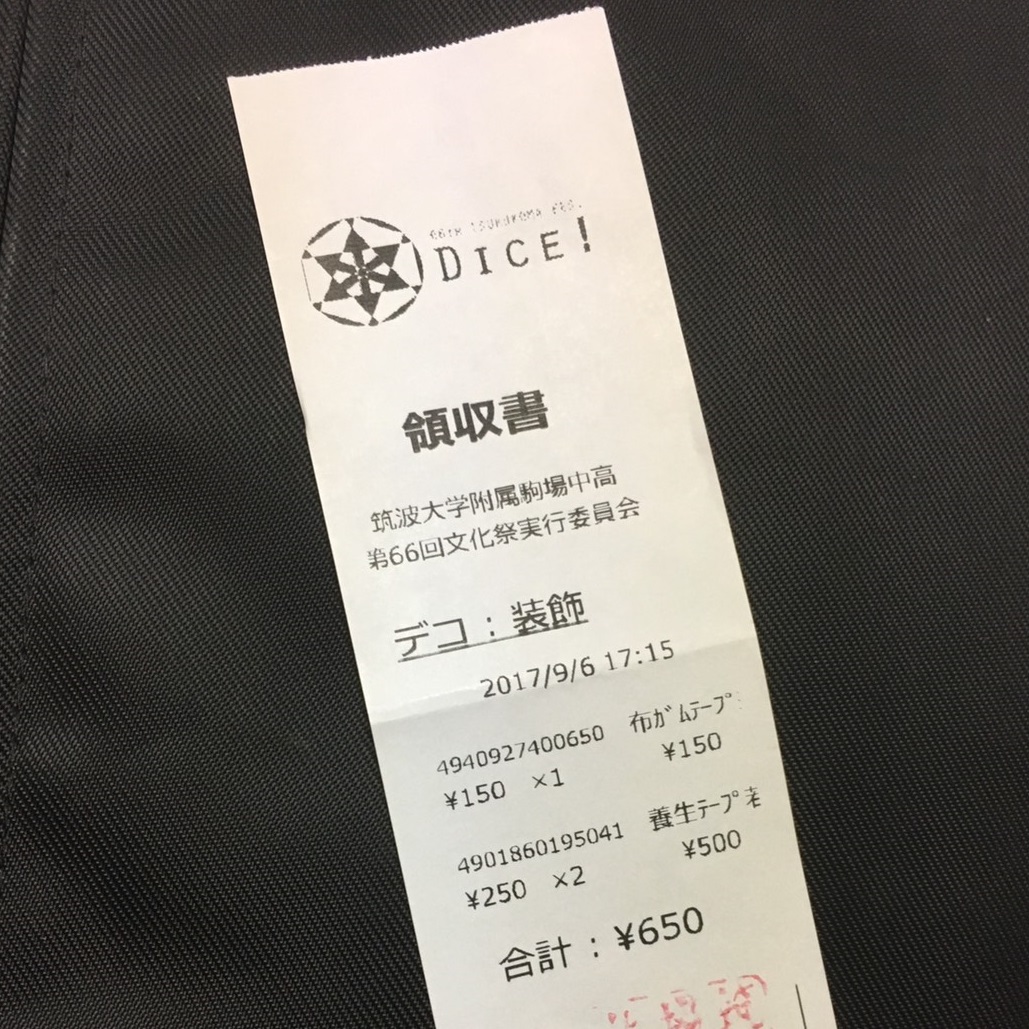 66TH TSUKUKOMA FES.
DICE!
領収書
筑波大学附属駒場中高
第66回文化祭実行委員会
デコ：装飾
2017/9/6 17:15
4940927400650 布ガムテープ
¥150 ×1 ¥150
4901860195041 養生テープ
¥250 ×2 ¥500
合計：¥650